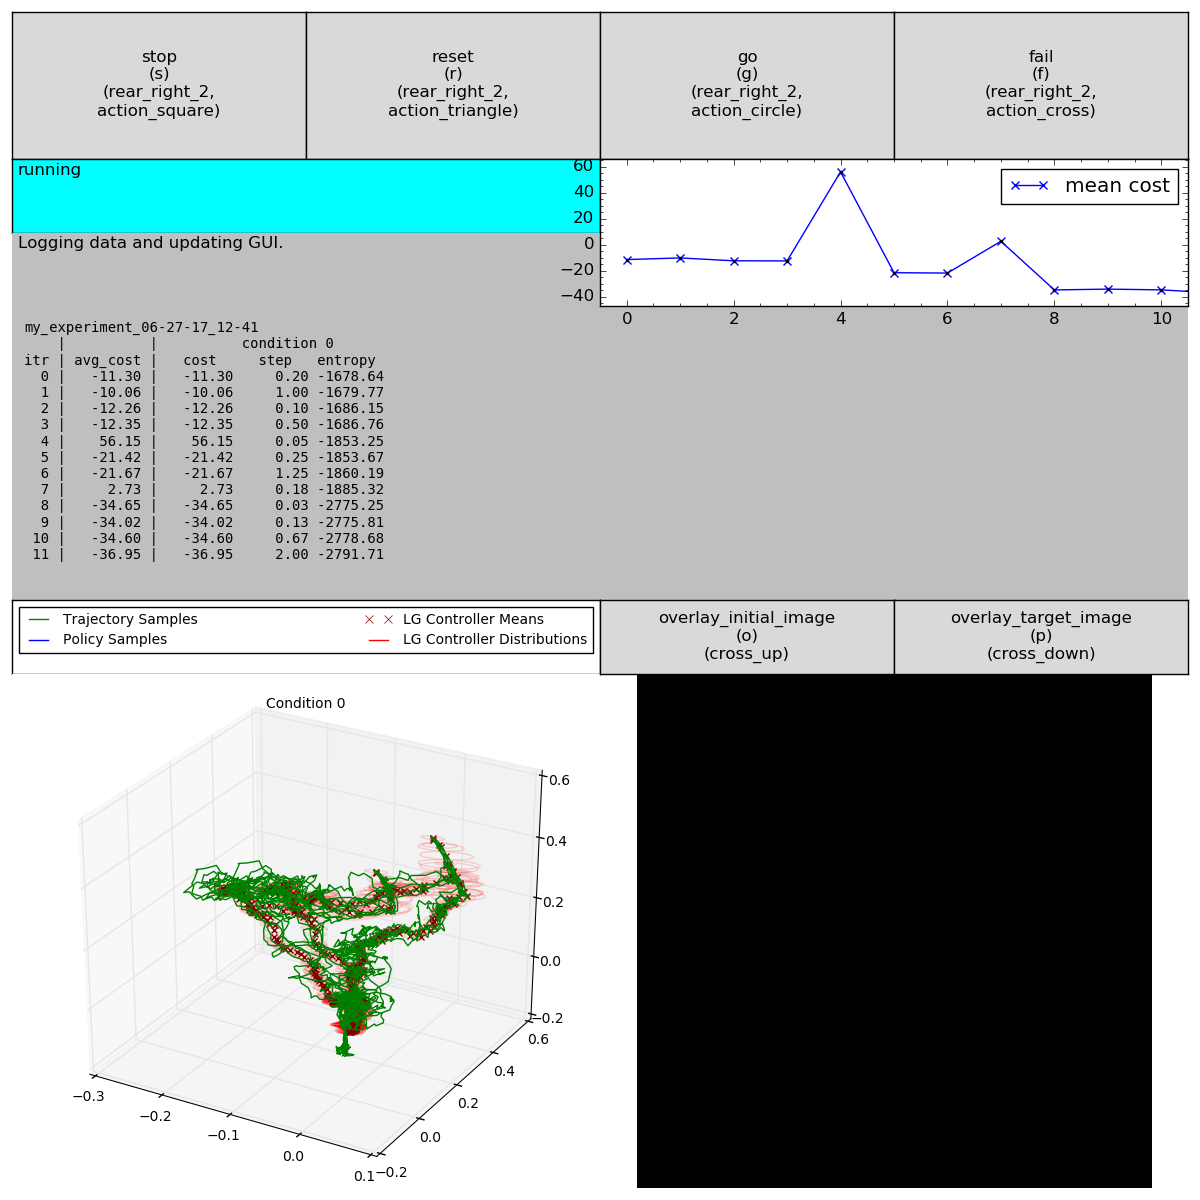 stop
(s)
(rear_right_2,
action_square)
reset
(r)
(rear_right_2,
action_triangle)
go
(g)
(rear_right_2,
action_circle)
fail
(f)
(rear_right_2,
action_cross)
running
Logging data and updating GUI.
60
40
20
0
−20
−40
mean cost
0 2 4 6 8 10
my_experiment_06-27-17_12-41
| | condition 0
itr | avg_cost | cost step entropy
0 | -11.30 | -11.30 0.20 -1678.64
1 | -10.06 | -10.06 1.00 -1679.77
2 | -12.26 | -12.26 0.10 -1686.15
3 | -12.35 | -12.35 0.50 -1686.76
4 | 56.15 | 56.15 0.05 -1853.25
5 | -21.42 | -21.42 0.25 -1853.67
6 | -21.67 | -21.67 1.25 -1860.19
7 | 2.73 | 2.73 0.18 -1885.32
8 | -34.65 | -34.65 0.03 -2775.25
9 | -34.02 | -34.02 0.13 -2775.81
10 | -34.60 | -34.60 0.67 -2778.68
11 | -36.95 | -36.95 2.00 -2791.71
Trajectory Samples
Policy Samples
LG Controller Means
LG Controller Distributions
overlay_initial_image
(o)
(cross_up)
overlay_target_image
(p)
(cross_down)
Condition 0
0.6
0.4
0.2
0.0
−0.2
0.6
0.4
0.2
0.0
−0.2
−0.3
−0.2
−0.1
0.0
0.1